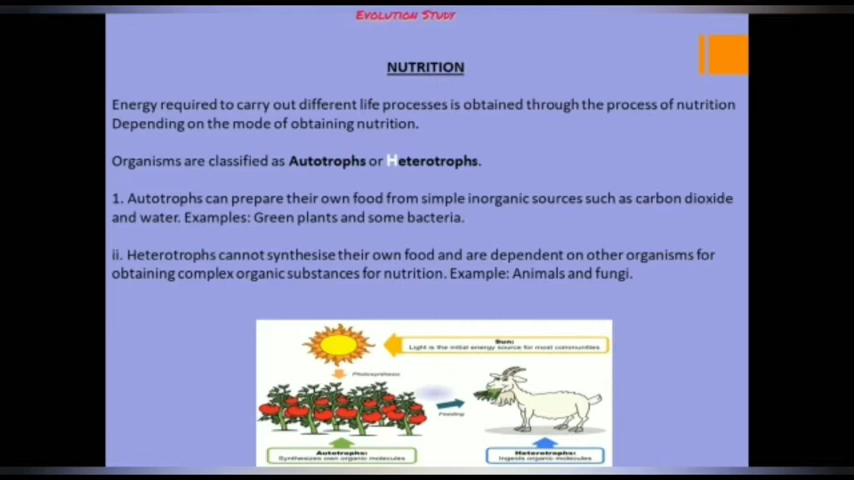 Evolution Study
NUTRITION
Energy required to carry out different life processes is obtained through the process of nutrition
Depending on the mode of obtaining nutrition.
Organisms are classified as Autotrophs or Heterotrophs.
1. Autotrophs can prepare their own food from simple inorganic sources such as carbon dioxide
and water. Examples: Green plants and some bacteria.
ii. Heterotrophs cannot synthesise their own food and are dependent on other organisms for
obtaining complex organic substances for nutrition. Example: Animals and fungi.
Sun:
Light is the initial energy source for most communities
Photosynthesis
Feeding
Autotrophs:
Synthesizes own organic molecules
Heterotrophs:
Ingests organic molecules